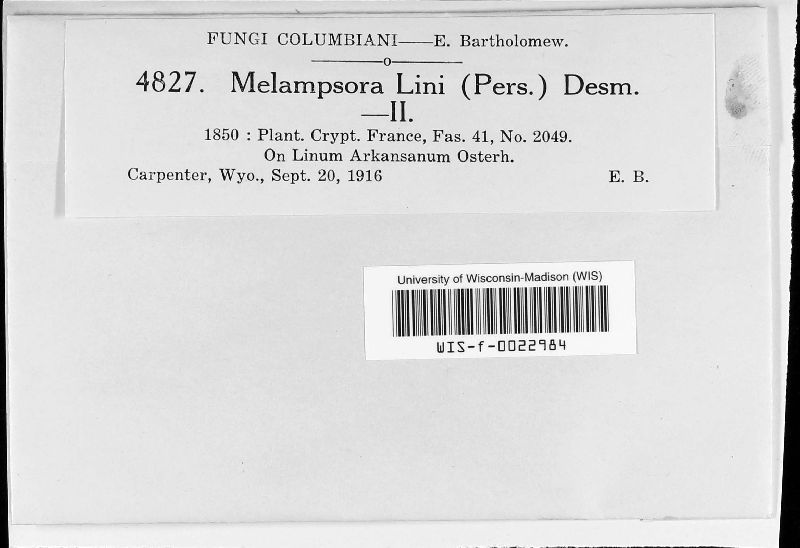 FUNGI COLUMBIANI——E. Bartholomew.
4827. Melampsora Lini (Pers.) Desm.
—II.
1850 : Plant. Crypt. France, Fas. 41, No. 2049.
On Linum Arkansanum Osterh.
Carpenter, Wyo., Sept. 20, 1916 E. B.
University of Wisconsin-Madison (WIS)
WIS-f-0022984